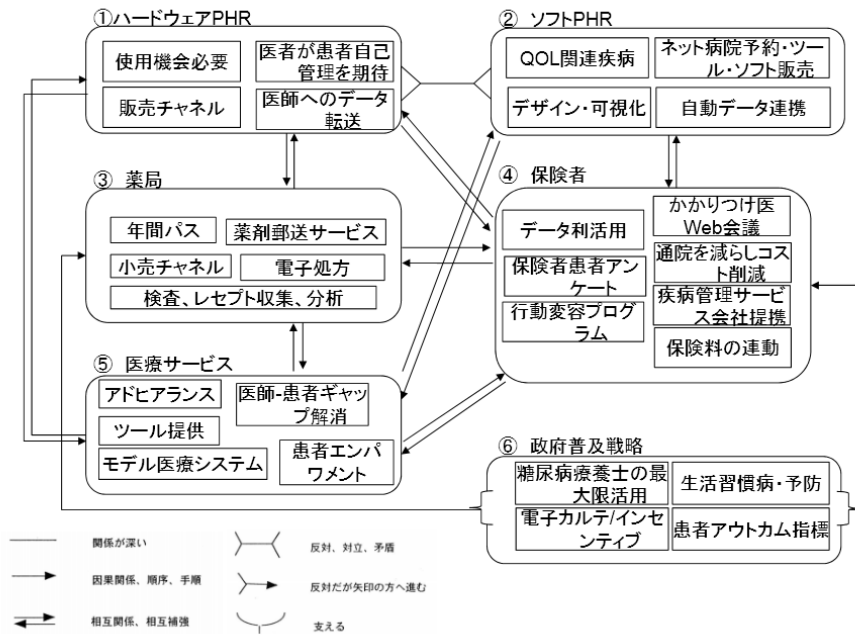 ①ハードウェアPHR
使用機会必要
医者が患者自己
管理を期待
販売チャネル
医師へのデータ
転送
② ソフトPHR
QOL関連疾病
ネット病院予約・ツー
ル・ソフト販売
デザイン・可視化
自動データ連携
③ 薬局
年間パス
薬剤郵送サービス
小売チャネル
電子処方
検査、レセプト収集、分析
④ 保険者
データ利活用
かかりつけ医
Web会議
保険者患者アン
ケート
通院を減らしコス
ト削減
行動変容プログ
ラム
疾病管理サービ
ス会社提携
保険料の連動
⑤ 医療サービス
アドヒアランス
医師-患者ギャッ
プ解消
ツール提供
モデル医療システム
患者エンパ
ワメント
⑥ 政府普及戦略
糖尿病療養士の最
大限活用
生活習慣病・予防
電子カルテ/インセ
ンティブ
患者アウトカム指標
関係が深い
因果関係、順序、手順
相互関係、相互補強
反対、対立、矛盾
反対だが矢印の方へ進む
支える